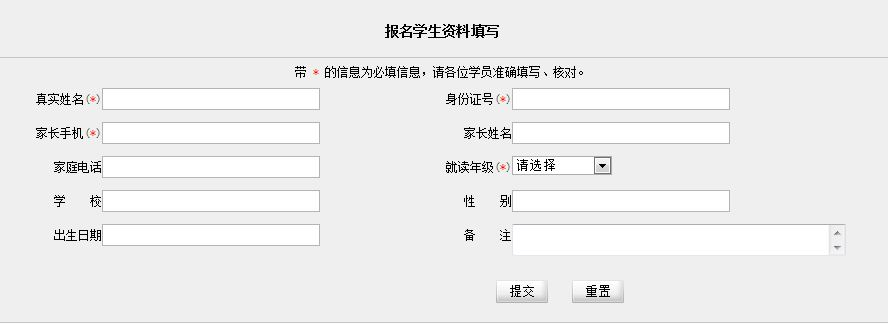 报名学生资料填写
带 * 的信息为必填信息，请各位学员准确填写、核对。
真实姓名(*) 身份证号(*)
家长手机(*) 家长姓名
家庭电话 就读年级(*) 请选择
学 校 性 别
出生日期 备 注
提交 重置